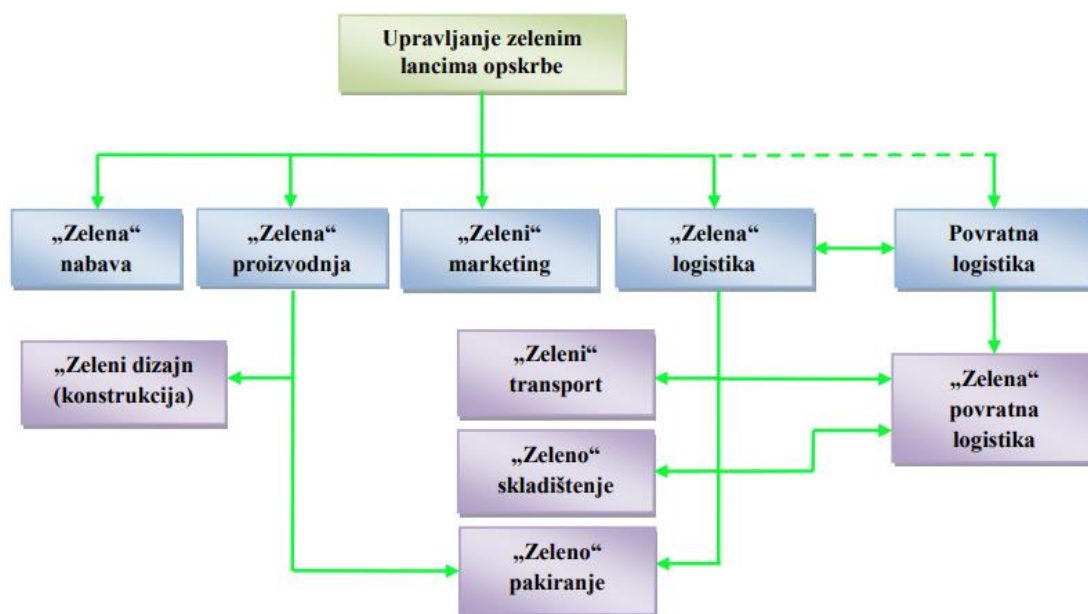 Upravljanje zelenim
lancima opskrbe
„Zelena“
nabava
„Zelena“
proizvodnja
„Zeleni“
marketing
„Zelena“
logistika
Povratna
logistika
„Zeleni dizajn
(konstrukcija)
„Zeleni“
transport
„Zelena“
povratna
logistika
„Zeleno“
skladištenje
„Zeleno“
pakiranje